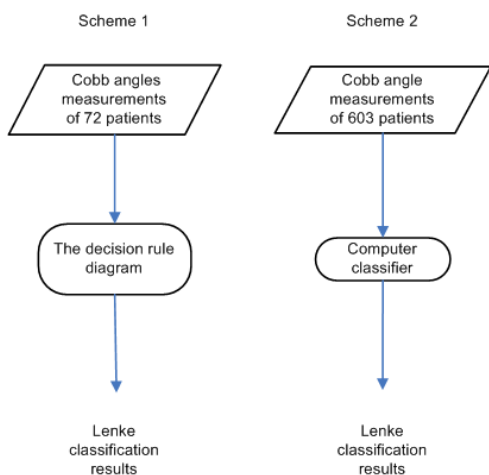 Scheme 1
Cobb angles
measurements
of 72 patients
The decision rule
diagram
Lenke
classification
results
Scheme 2
Cobb angle
measurements
of 603 patients
Computer
classifier
Lenke
classification
results